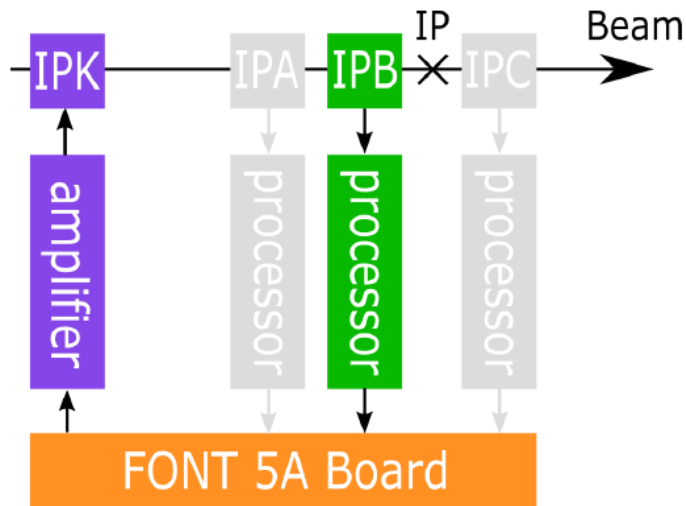 IP
Beam
IPK
IPA
IPB
IPC
amplifier
processor
processor
processor
FONT 5A Board